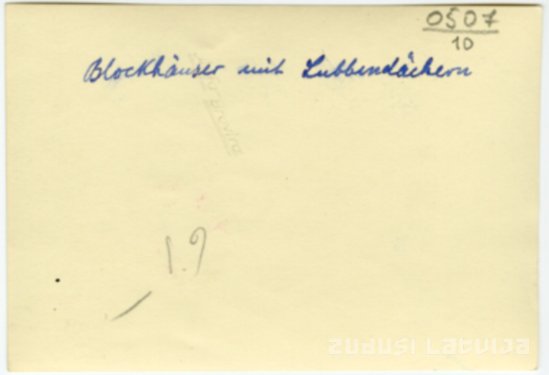 0507
10
Blockhäuser mit Lubbendächern
1.9
zudusi Latvija